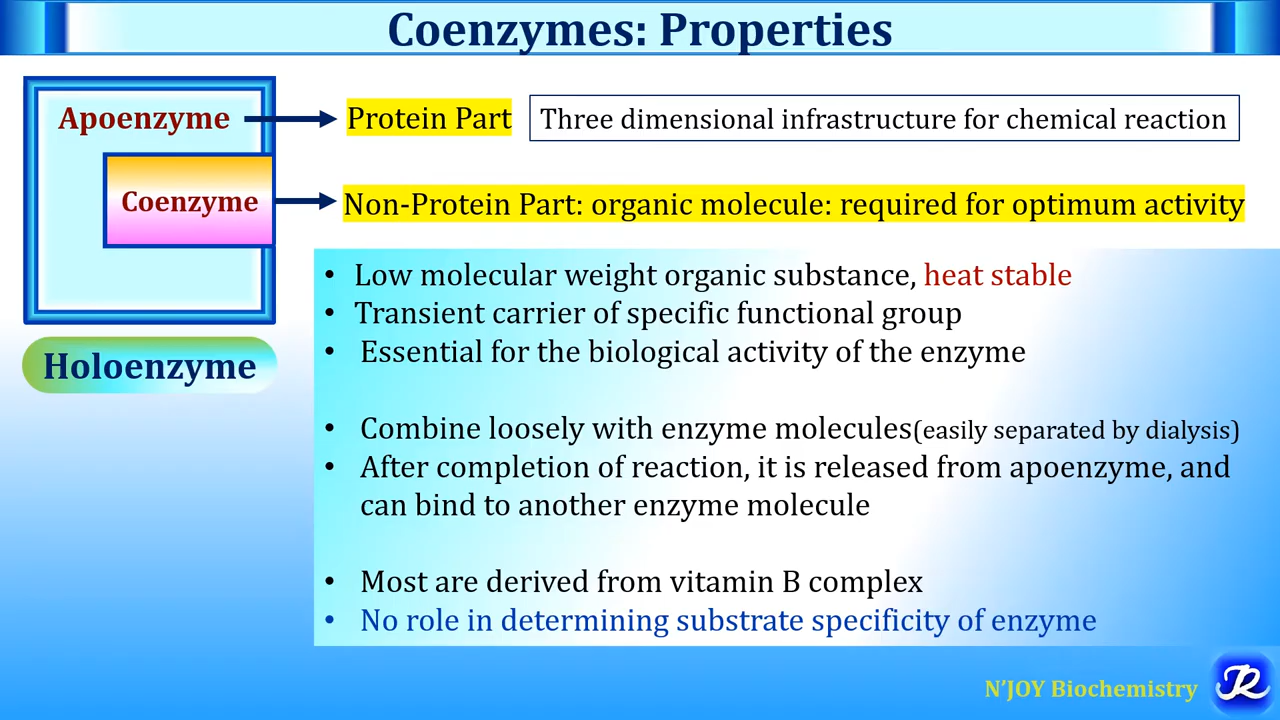 Coenzymes: Properties
Apoenzyme
Protein Part
Three dimensional infrastructure for chemical reaction
Coenzyme
Non-Protein Part: organic molecule: required for optimum activity
Holoenzyme
• Low molecular weight organic substance, heat stable
• Transient carrier of specific functional group
• Essential for the biological activity of the enzyme
• Combine loosely with enzyme molecules(easily separated by dialysis)
• After completion of reaction, it is released from apoenzyme, and
can bind to another enzyme molecule
• Most are derived from vitamin B complex
• No role in determining substrate specificity of enzyme
N’JOY Biochemistry